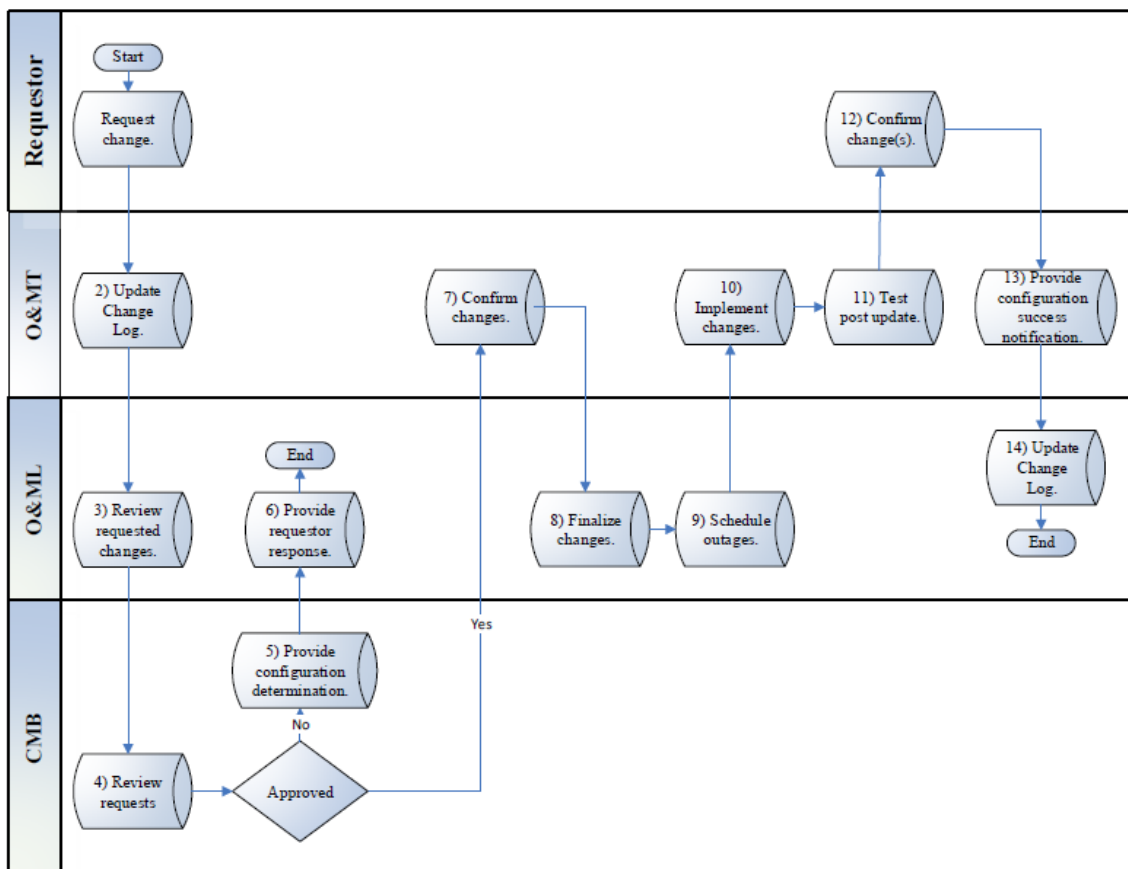 Requestor
Start
Request
change.
12) Confirm
change(s).
O&MT
2) Update
Change
Log.
7) Confirm
changes.
10)
Implement
changes.
11) Test
post update.
13) Provide
configuration
success
notification.
O&ML
End
3) Review
requested
changes.
6) Provide
requestor
response.
8) Finalize
changes.
9) Schedule
outages.
14) Update
Change
Log.
End
CMB
Yes
5) Provide
configuration
determination.
No
4) Review
requests
Approved